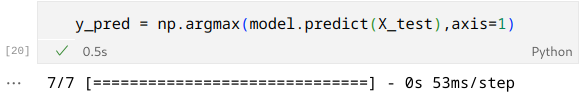 y_pred = np.argmax(model.predict(X_test),axis=1)
[20]
✓ 0.5s
Python
... 7/7 [==============================] - 0s 53ms/step